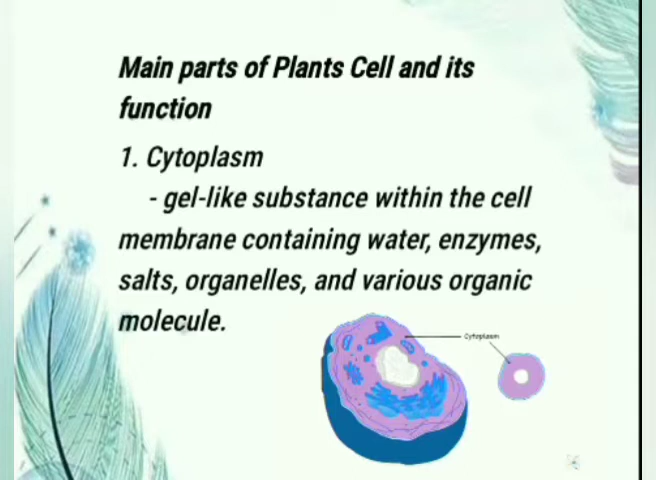 Main parts of Plants Cell and its
function
1. Cytoplasm
- gel-like substance within the cell
membrane containing water, enzymes,
salts, organelles, and various organic
molecule.
Cytoplasm